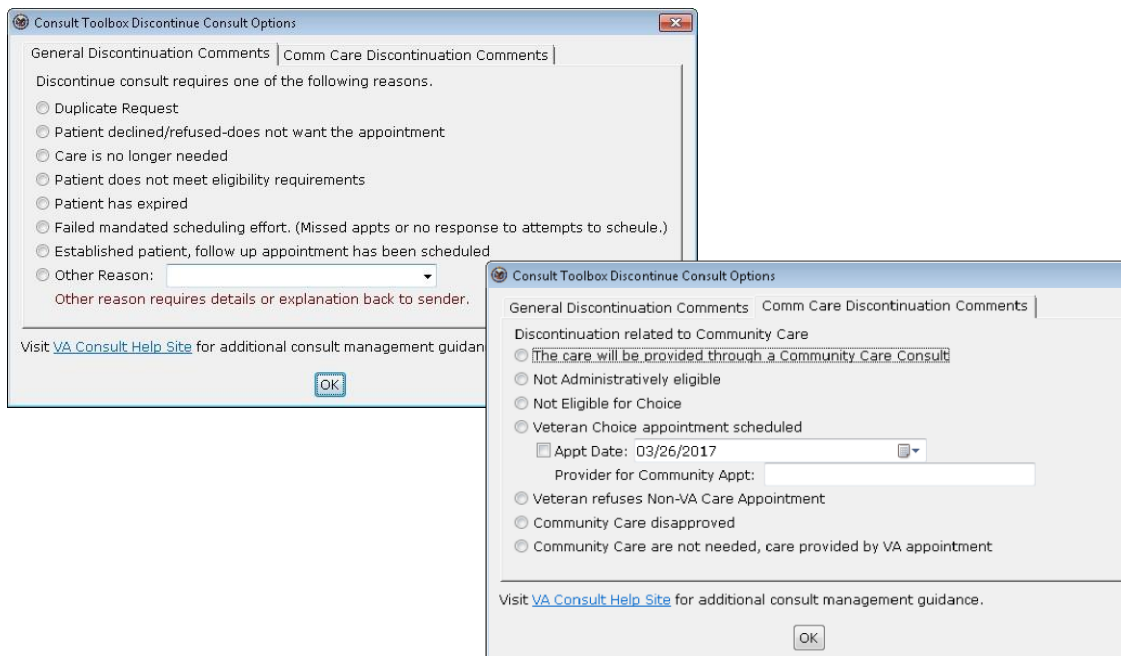 Consult Toolbox Discontinue Consult Options
General Discontinuation Comments
Comm Care Discontinuation Comments
Discontinue consult requires one of the following reasons.
Duplicate Request
Patient declined/refused-does not want the appointment
Care is no longer needed
Patient does not meet eligibility requirements
Patient has expired
Failed mandated scheduling effort. (Missed appts or no response to attempts to scheule.)
Established patient, follow up appointment has been scheduled
Other Reason:
Other reason requires details or explanation back to sender.
Visit VA Consult Help Site for additional consult management
OK
Consult Toolbox Discontinue Consult Options
General Discontinuation Comments
Comm Care Discontinuation Comments
Discontinuation related to Community Care
The care will be provided through a Community Care Consult
Not Administratively eligible
Not Eligible for Choice
Veteran Choice appointment scheduled
Appt Date: 03/26/2017
Provider for Community Appt:
Veteran refuses Non-VA Care Appointment
Community Care disapproved
Community Care are not needed, care provided by VA appointment
Visit VA Consult Help Site for additional consult management guidance.
OK